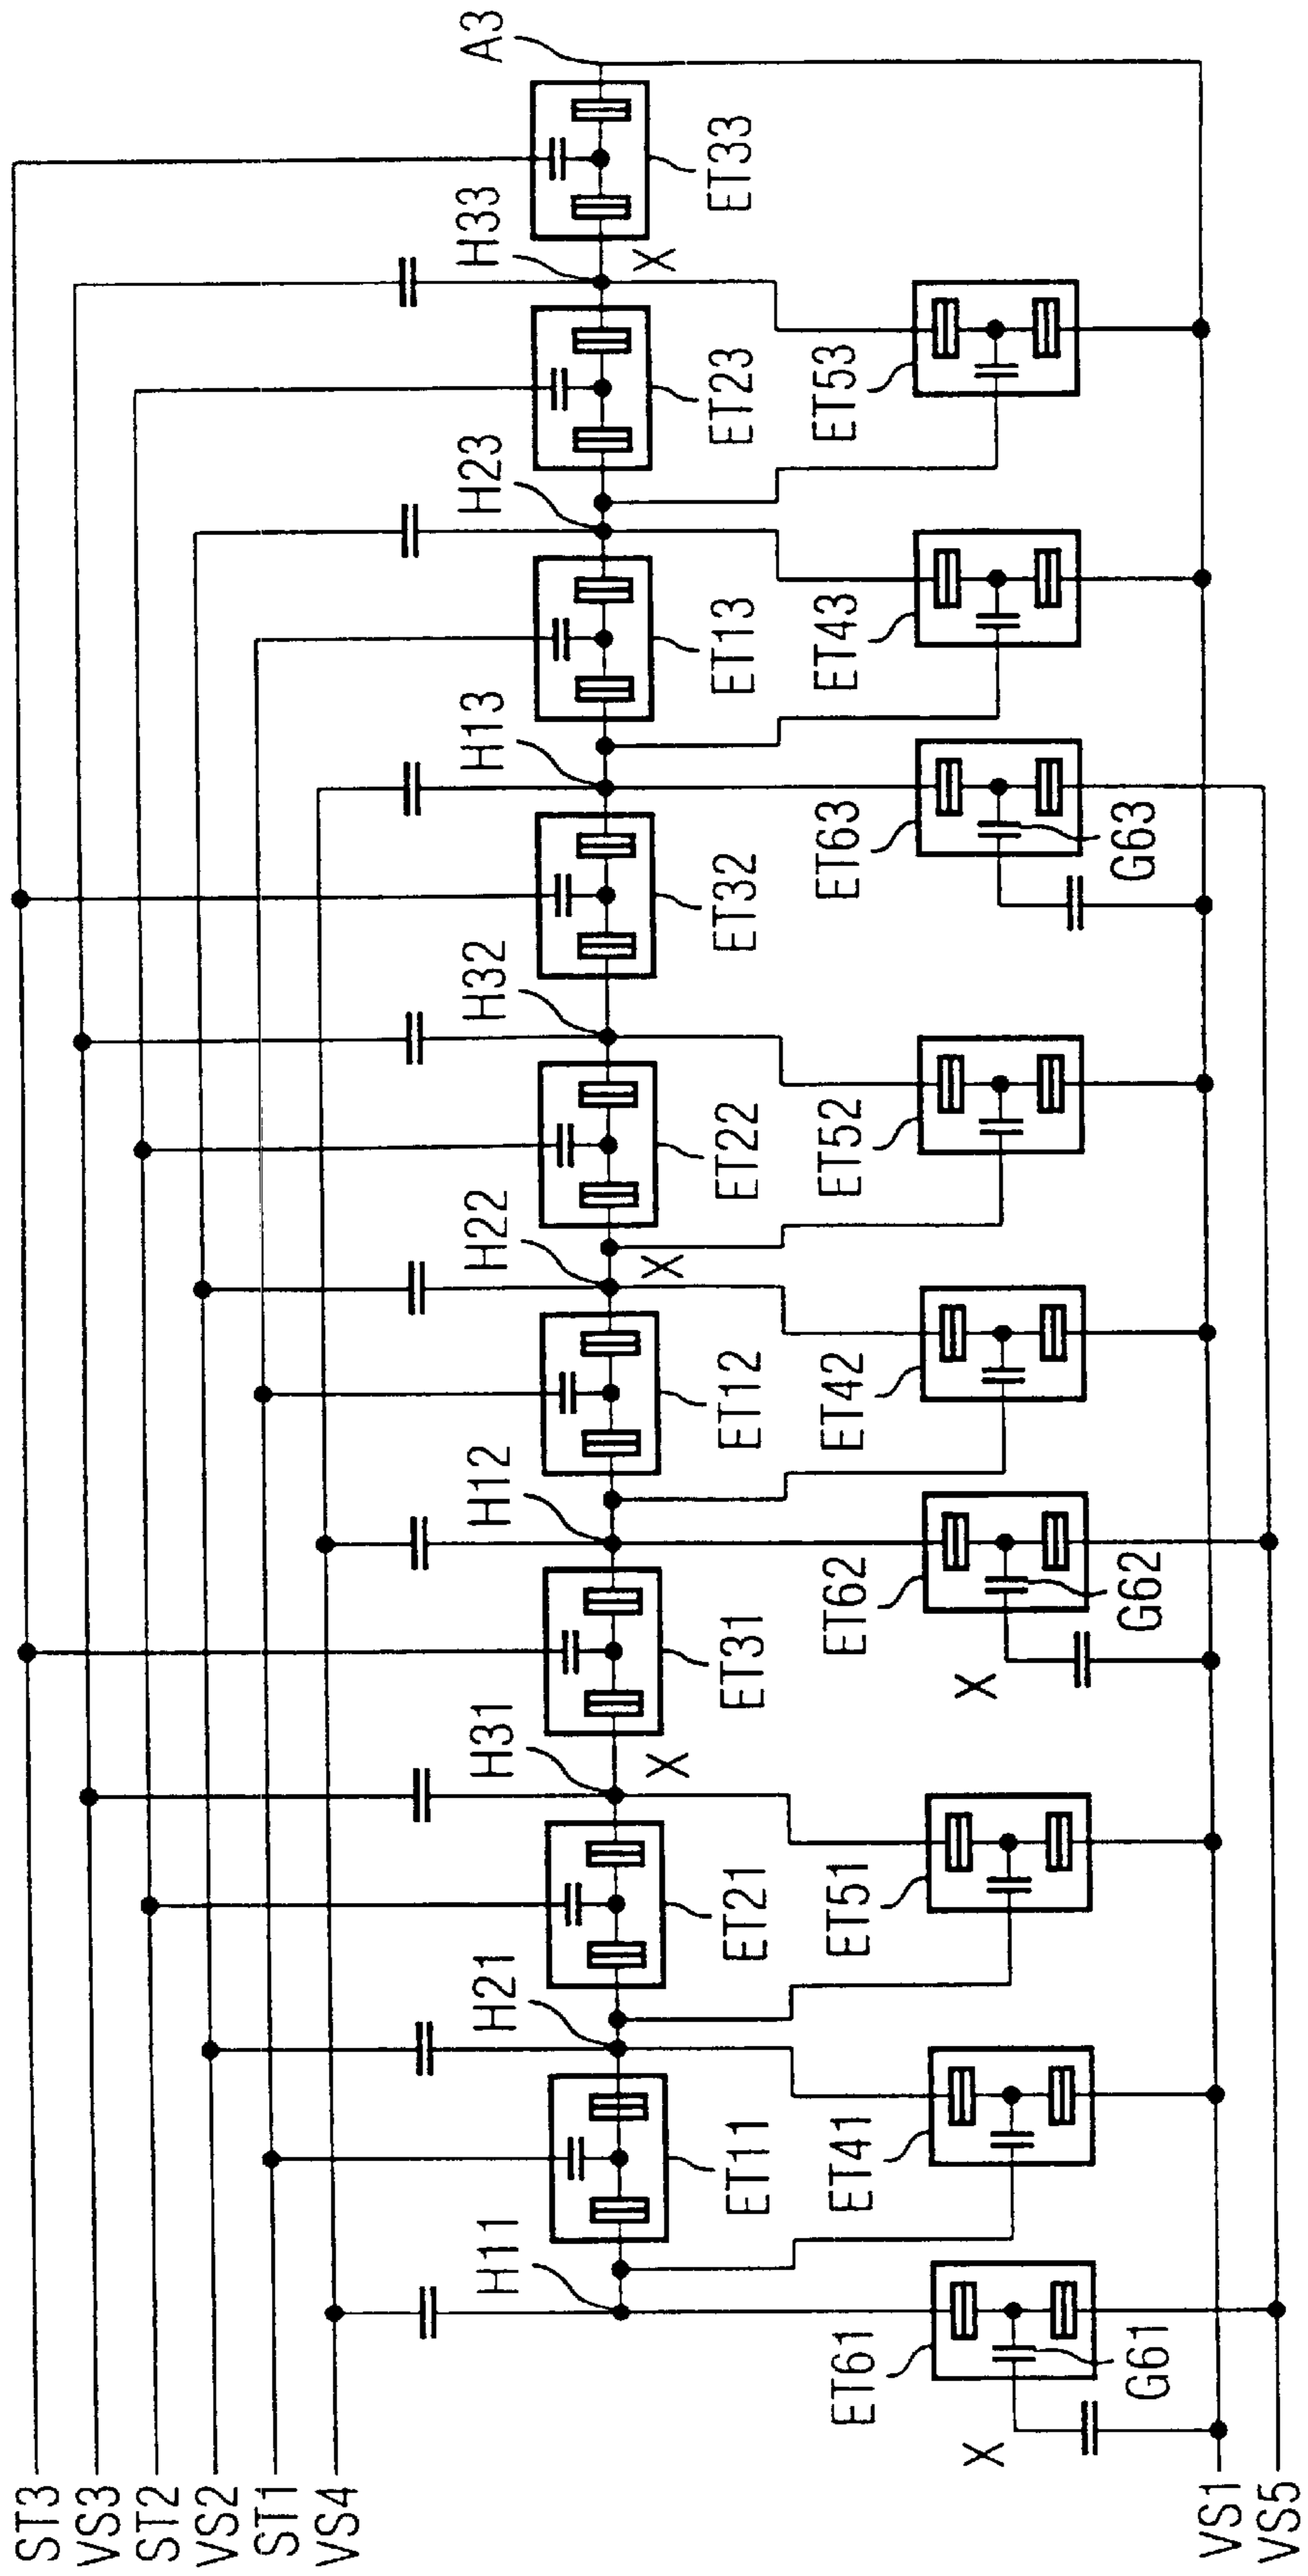 ST3
VS3
ST2
VS2
ST1
VS4
VS1
VS5
H11
H21
H31
H12
H22
H32
H13
H23
H33
A3
ET11
ET21
X
ET31
ET12
X
ET22
ET32
ET13
ET23
X
ET33
ET61
ET41
ET51
ET62
ET42
ET52
ET63
ET43
ET53
X
G61
X
G62
G63